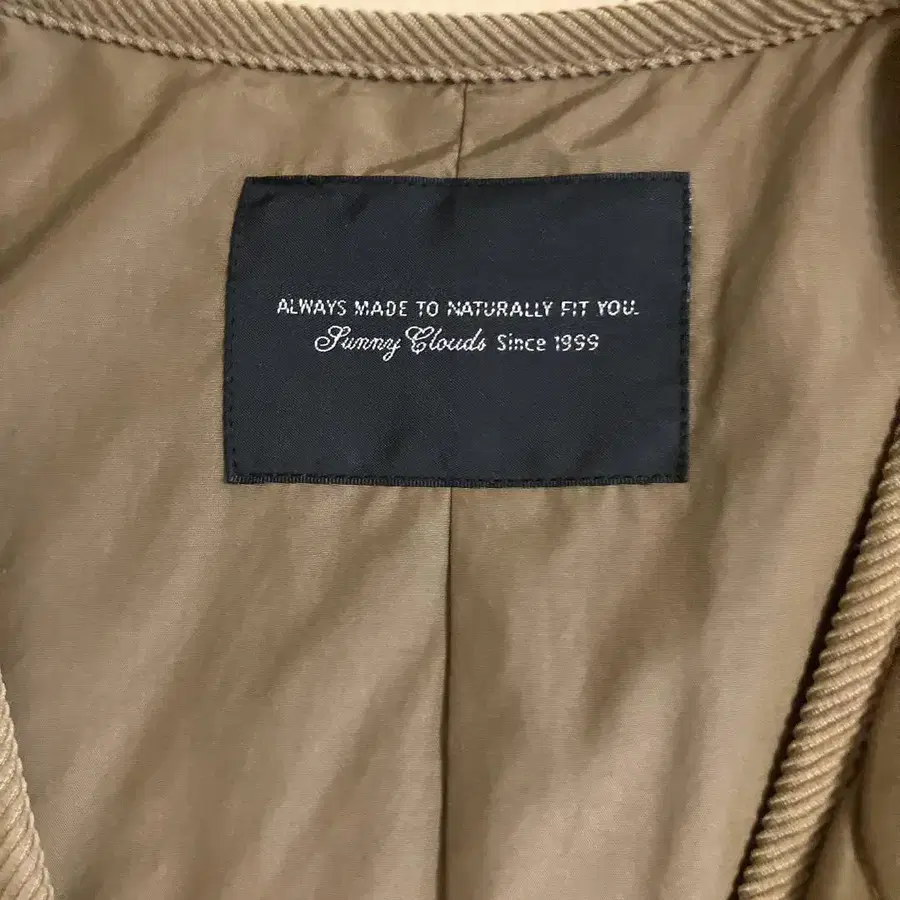 ALWAYS MADE TO NATURALLY FIT YOU.
Sunny Clouds Since 1999